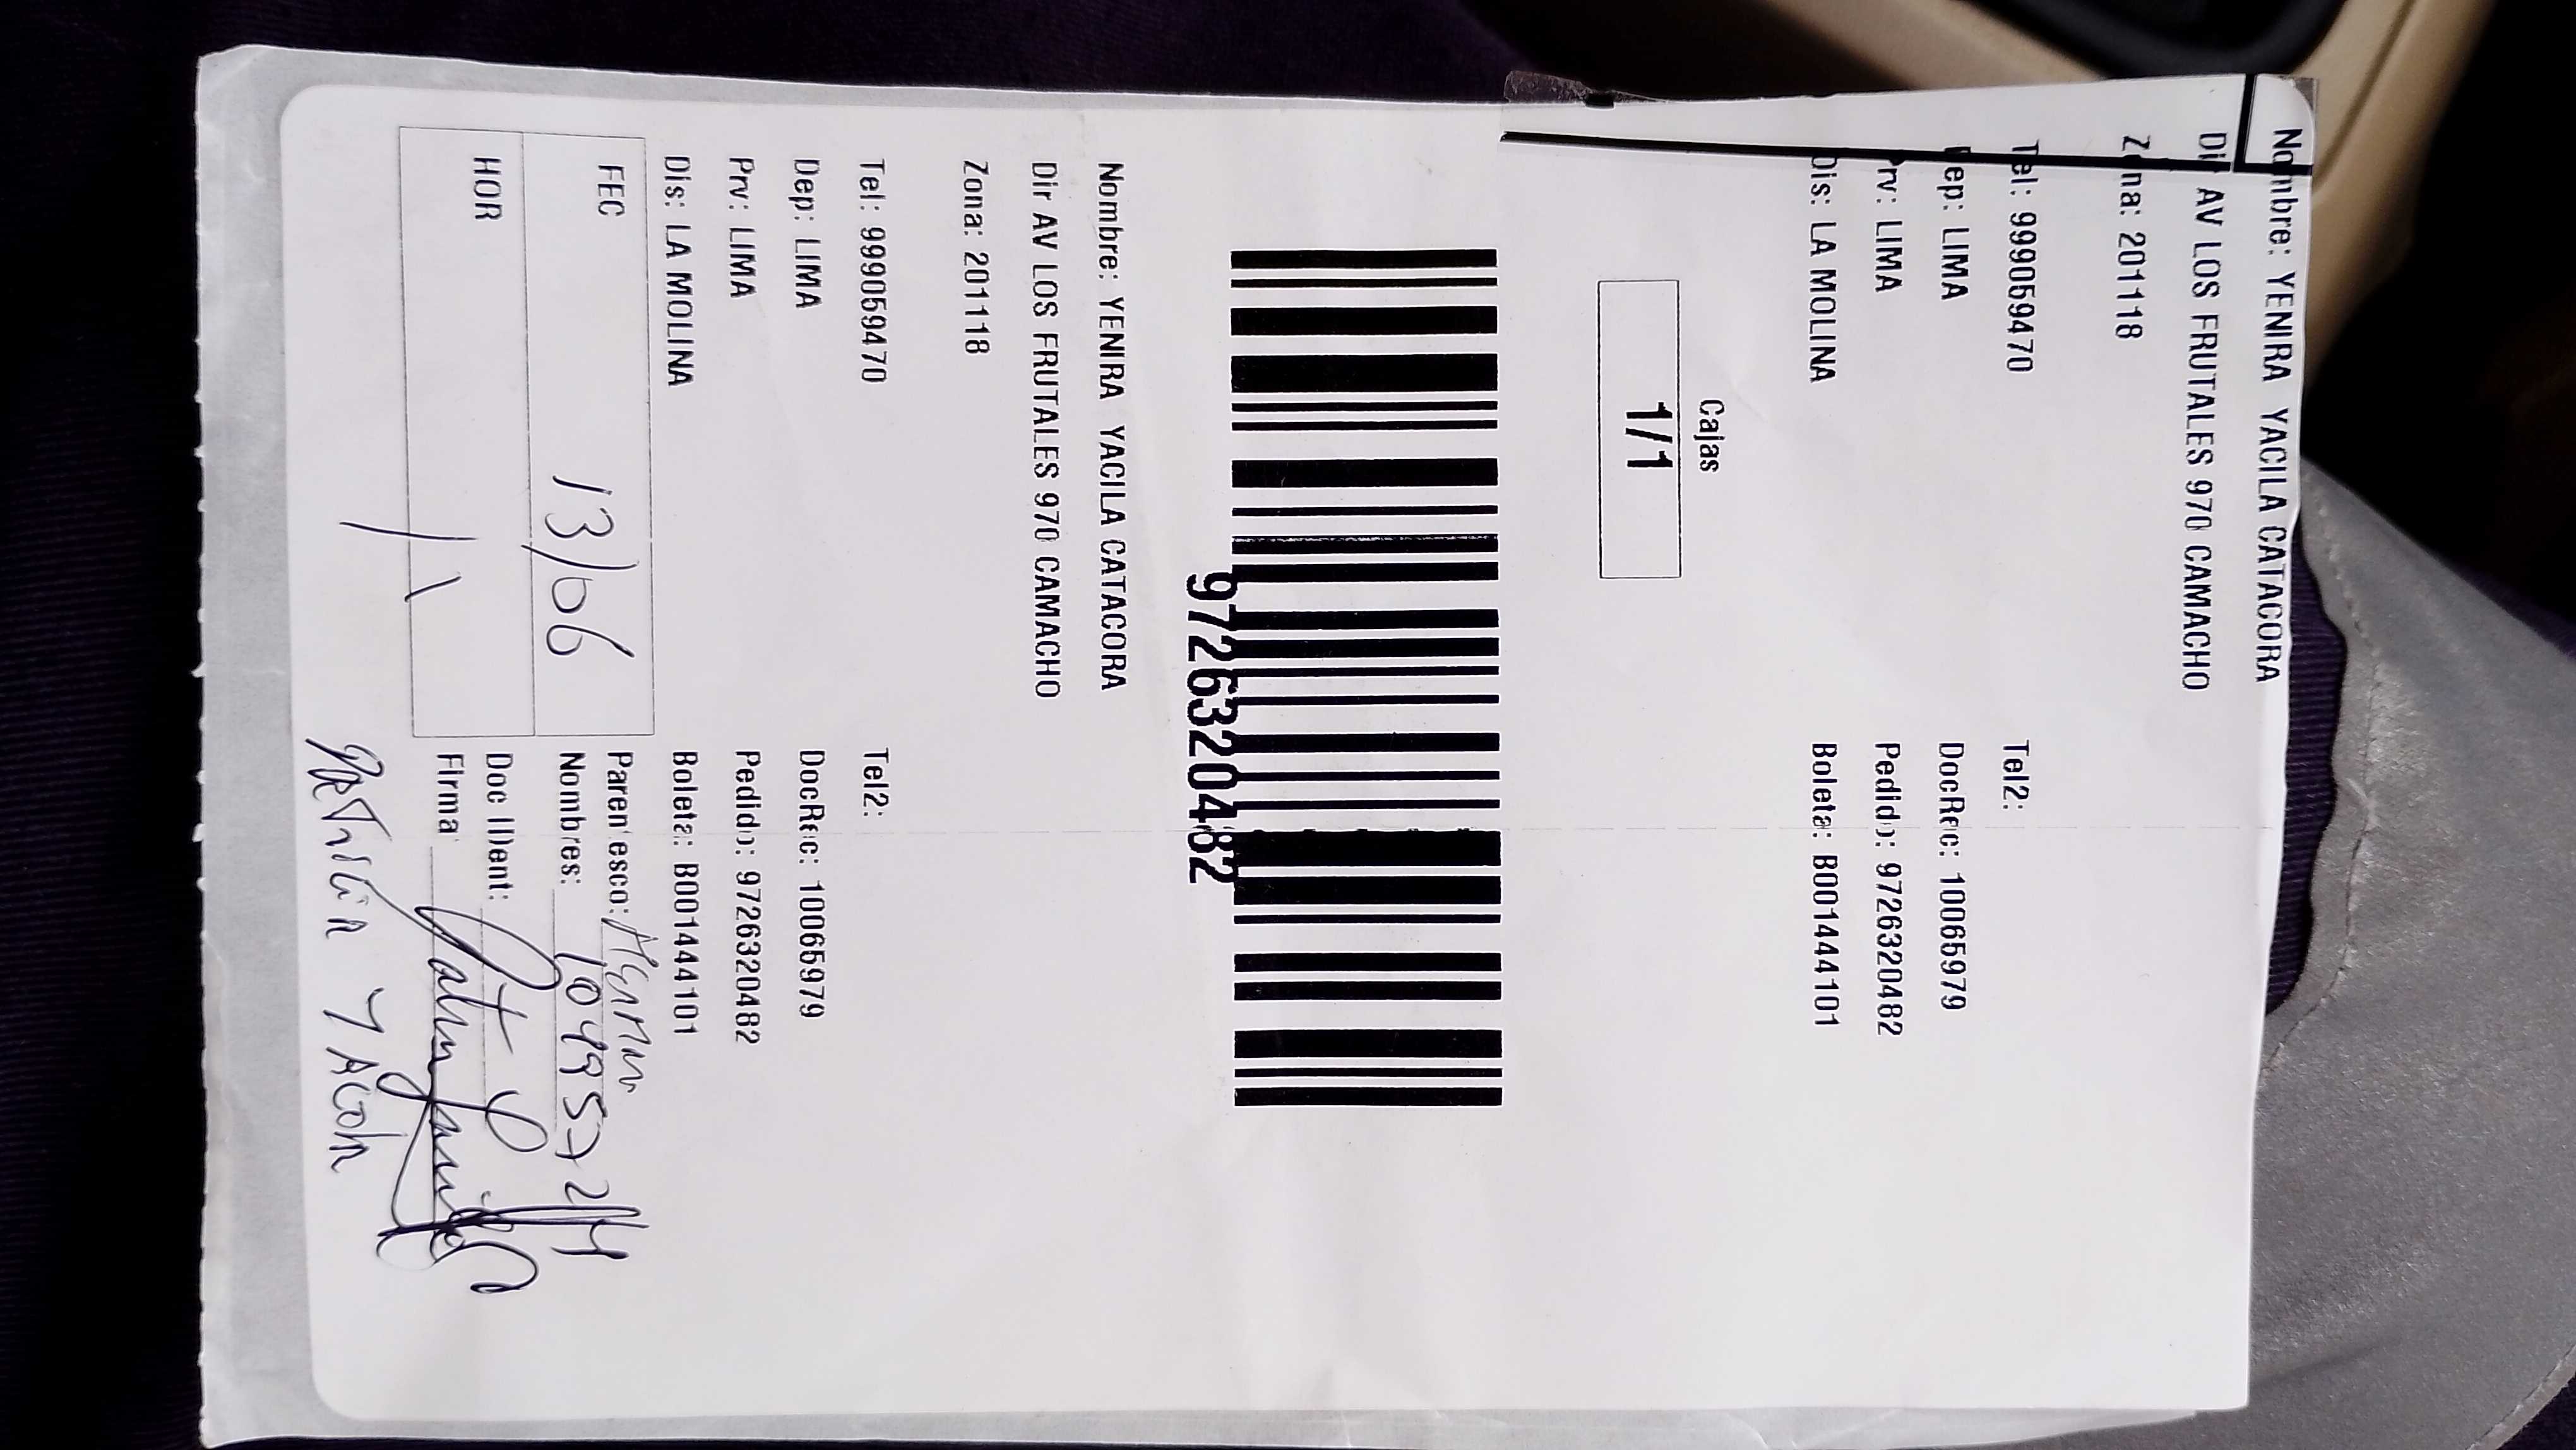 Nombre: YENIRA YACILA CATACORA
Dir AV LOS FRUTALES 970 CAMACHO
Zona: 201118
Tel: 999059470 Tel2:
Dep: LIMA DocRec: 10065979
Prv: LIMA Pedido: 97263320482
Dis: LA MOLINA Boleta: B001444101
Cajas
1/1
97263320482
Nombre: YENIRA YACILA CATACORA
Dir AV LOS FRUTALES 970 CAMACHO
Zona: 201118
Tel: 999059470 Tel2:
Dep: LIMA DocRec: 10065979
Prv: LIMA Pedido: 97263320482
Dis: LA MOLINA Boleta: B001444101
FEC 13/06 Parentesco:
Nombres:
HOR Doc IDent:
Firma